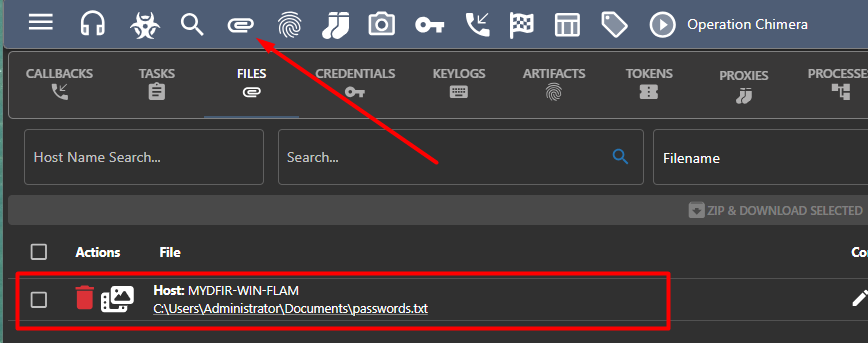 Operation Chimera
CALLBACKS TASKS FILES CREDENTIALS KEYLOGS ARTIFACTS TOKENS PROXIES PROCESSE
Host Name Search... Search... Filename
ZIP & DOWNLOAD SELECTED
Actions File Co
Host: MYDFIR-WIN-FLAM
C:\Users\Administrator\Documents\passwords.txt